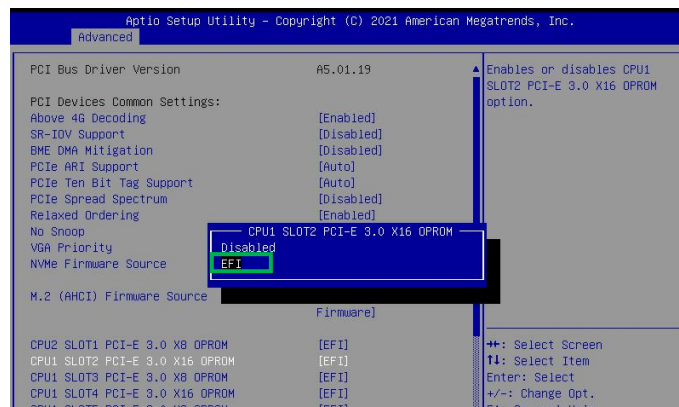 Aptio Setup Utility – Copyright (C) 2021 American Megatrends, Inc.
Advanced
PCI Bus Driver Version A5.01.19
PCI Devices Common Settings:
Above 4G Decoding [Enabled]
SR-IOV Support [Disabled]
BME DMA Mitigation [Disabled]
PCIe ARI Support [Auto]
PCIe Ten Bit Tag Support [Auto]
PCIe Spread Spectrum [Disabled]
Relaxed Ordering [Enabled]
No Snoop
VGA Priority
NVMe Firmware Source
M.2 (AHCI) Firmware Source
Firmware]
CPU2 SLOT1 PCI-E 3.0 X8 OPROM [EFI]
CPU1 SLOT2 PCI-E 3.0 X16 OPROM [EFI]
CPU1 SLOT3 PCI-E 3.0 X8 OPROM [EFI]
CPU1 SLOT4 PCI-E 3.0 X16 OPROM [EFI]
CPU1 SLOT2 PCI-E 3.0 X16 OPROM
Disabled
EFI
Enables or disables CPU1
SLOT2 PCI-E 3.0 X16 OPROM
option.
↔: Select Screen
↑↓: Select Item
Enter: Select
+/-: Change Opt.